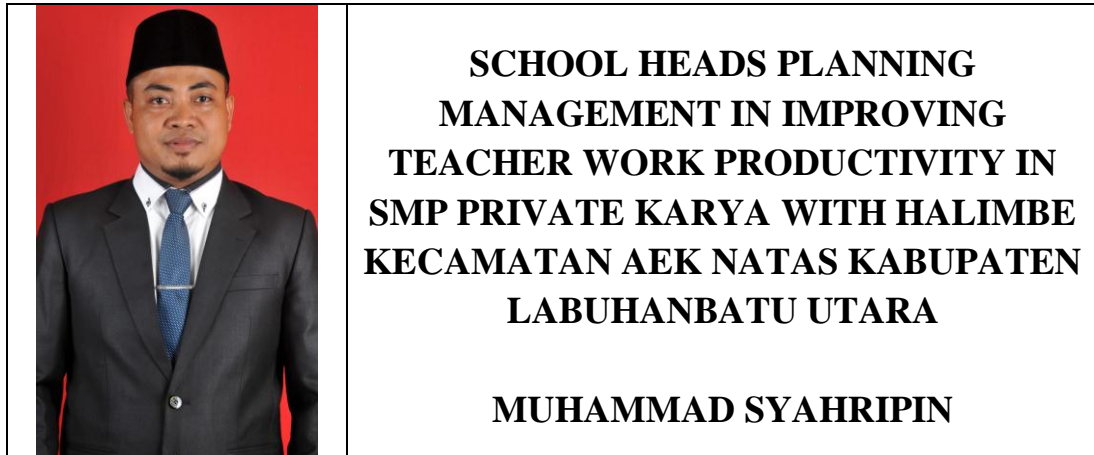 SCHOOL HEADS PLANNING
MANAGEMENT IN IMPROVING
TEACHER WORK PRODUCTIVITY IN
SMP PRIVATE KARYA WITH HALIMBE
KECAMATAN AEK NATAS KABUPATEN
LABUHANBATU UTARA
MUHAMMAD SYAHRIPIN